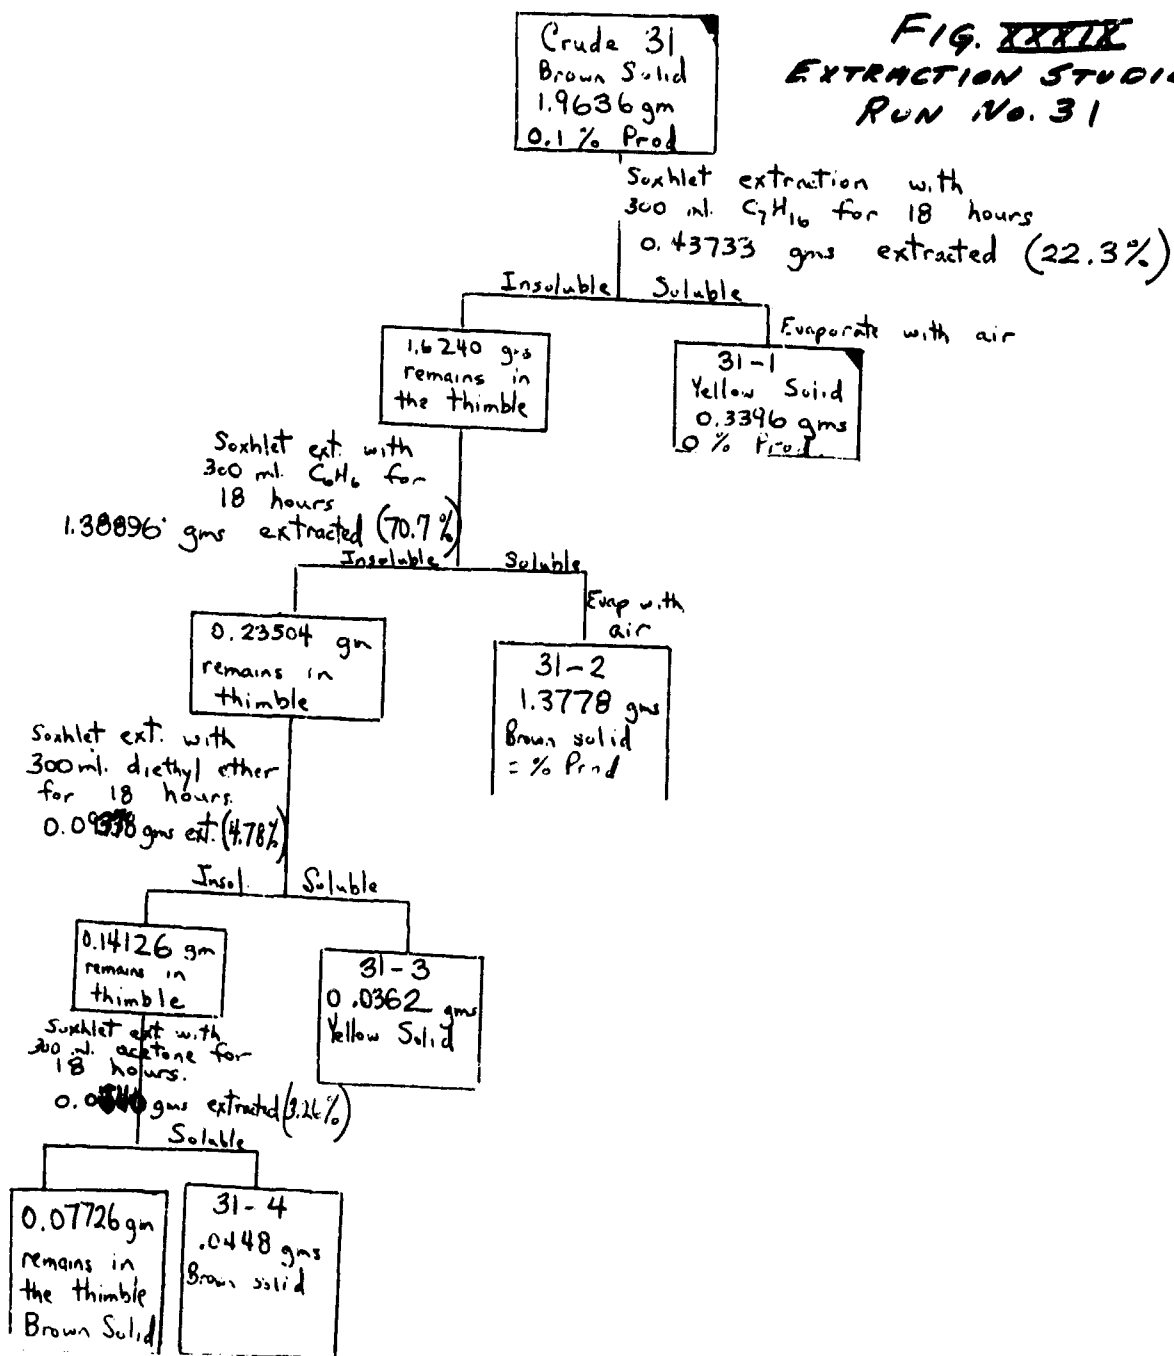 FIG. XXXIX
EXTRACTION STUDIE
RUN No. 31
Crude 31
Brown Solid
1.9636 gm
0.1 % Prod
Soxhlet extraction with
300 ml. C7H16 for 18 hours
0.43733 gms extracted (22.3%)
Insoluble Soluble
Evaporate with air
1.6240 gms
remains in
the thimble
31-1
Yellow Solid
0.3396 gms
0 % Prod
Soxhlet ext. with
300 ml. C6H6 for
18 hours
1.38896 gms extracted (70.7%)
Insoluble Soluble
Evap with
air
0.23504 gm
remains in
thimble
31-2
1.3778 gms
Brown solid
= % Prod
Soxhlet ext. with
300 ml. diethyl ether
for 18 hours.
gms ext. (4.78%)
Insol. Soluble
0.14126 gm
remains in
thimble
31-3
0.0362 gms
Yellow Solid
Soxhlet ext with
300 ml. acetone for
18 hours.
gms extracted (3.26%)
Soluble
0.07726 gm
remains in
the thimble
Brown Solid
31-4
.0448 gms
Brown solid